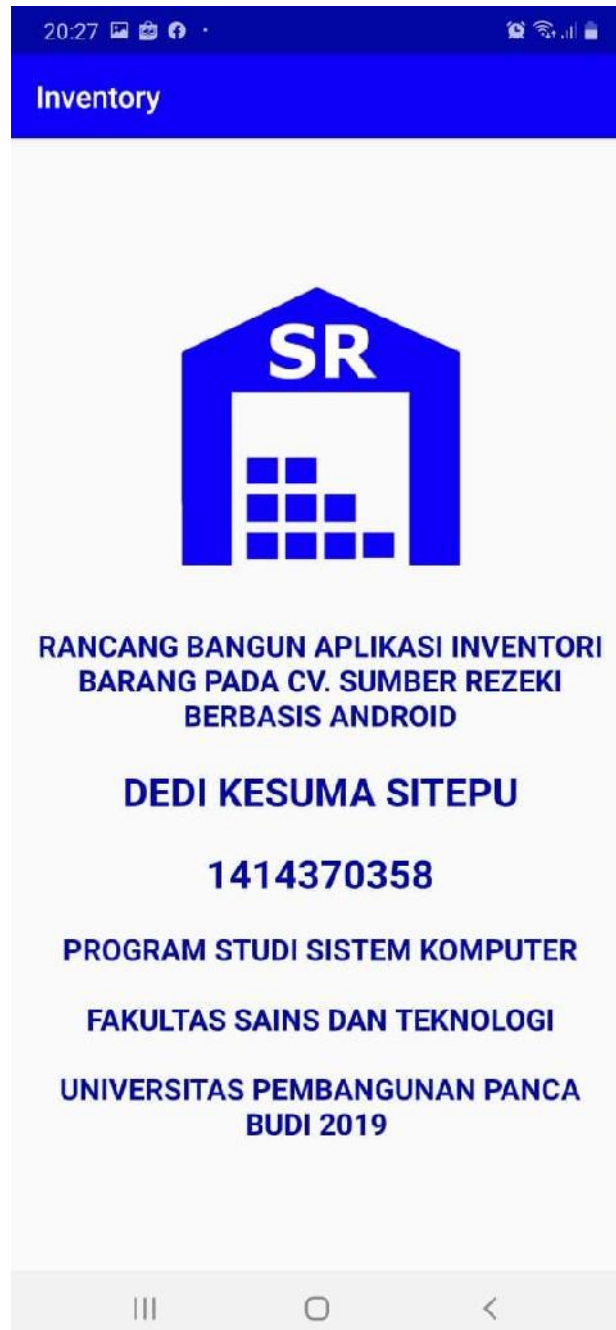 20:27
Inventory
SR
RANCANG BANGUN APLIKASI INVENTORI
BARANG PADA CV. SUMBER REZEKI
BERBASIS ANDROID
DEDI KESUMA SITEPU
1414370358
PROGRAM STUDI SISTEM KOMPUTER
FAKULTAS SAINS DAN TEKNOLOGI
UNIVERSITAS PEMBANGUNAN PANCA
BUDI 2019